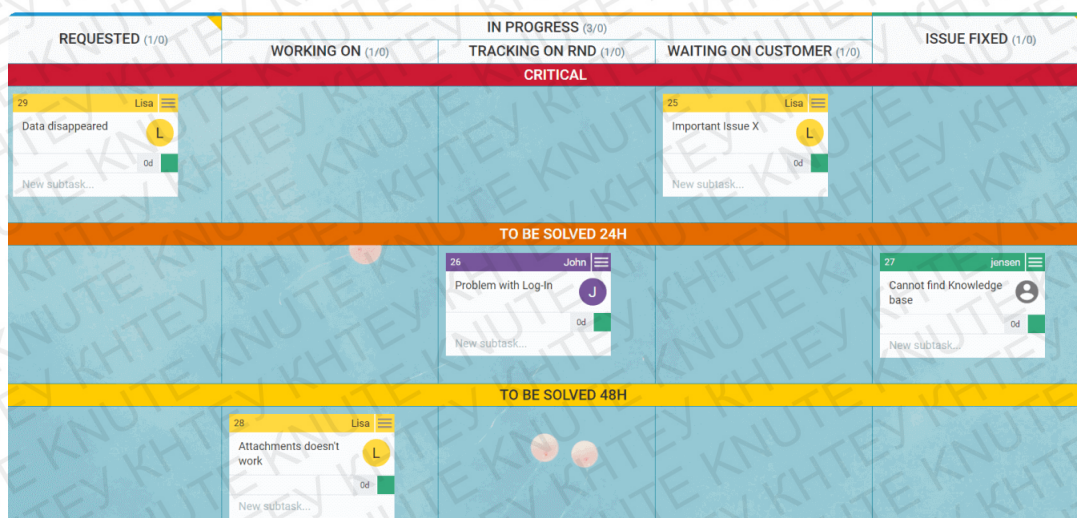 REQUESTED (1/0)
IN PROGRESS (3/0)
ISSUE FIXED (1/0)
WORKING ON (1/0)
TRACKING ON RND (1/0)
WAITING ON CUSTOMER (1/0)
CRITICAL
29 Lisa
Data disappeared
L
0d
New subtask...
25 Lisa
Important Issue X
L
0d
New subtask...
TO BE SOLVED 24H
26 John
Problem with Log-In
J
0d
New subtask...
27 jensen
Cannot find Knowledge
base
0d
New subtask...
TO BE SOLVED 48H
28 Lisa
Attachments doesn't
work
L
0d
New subtask...